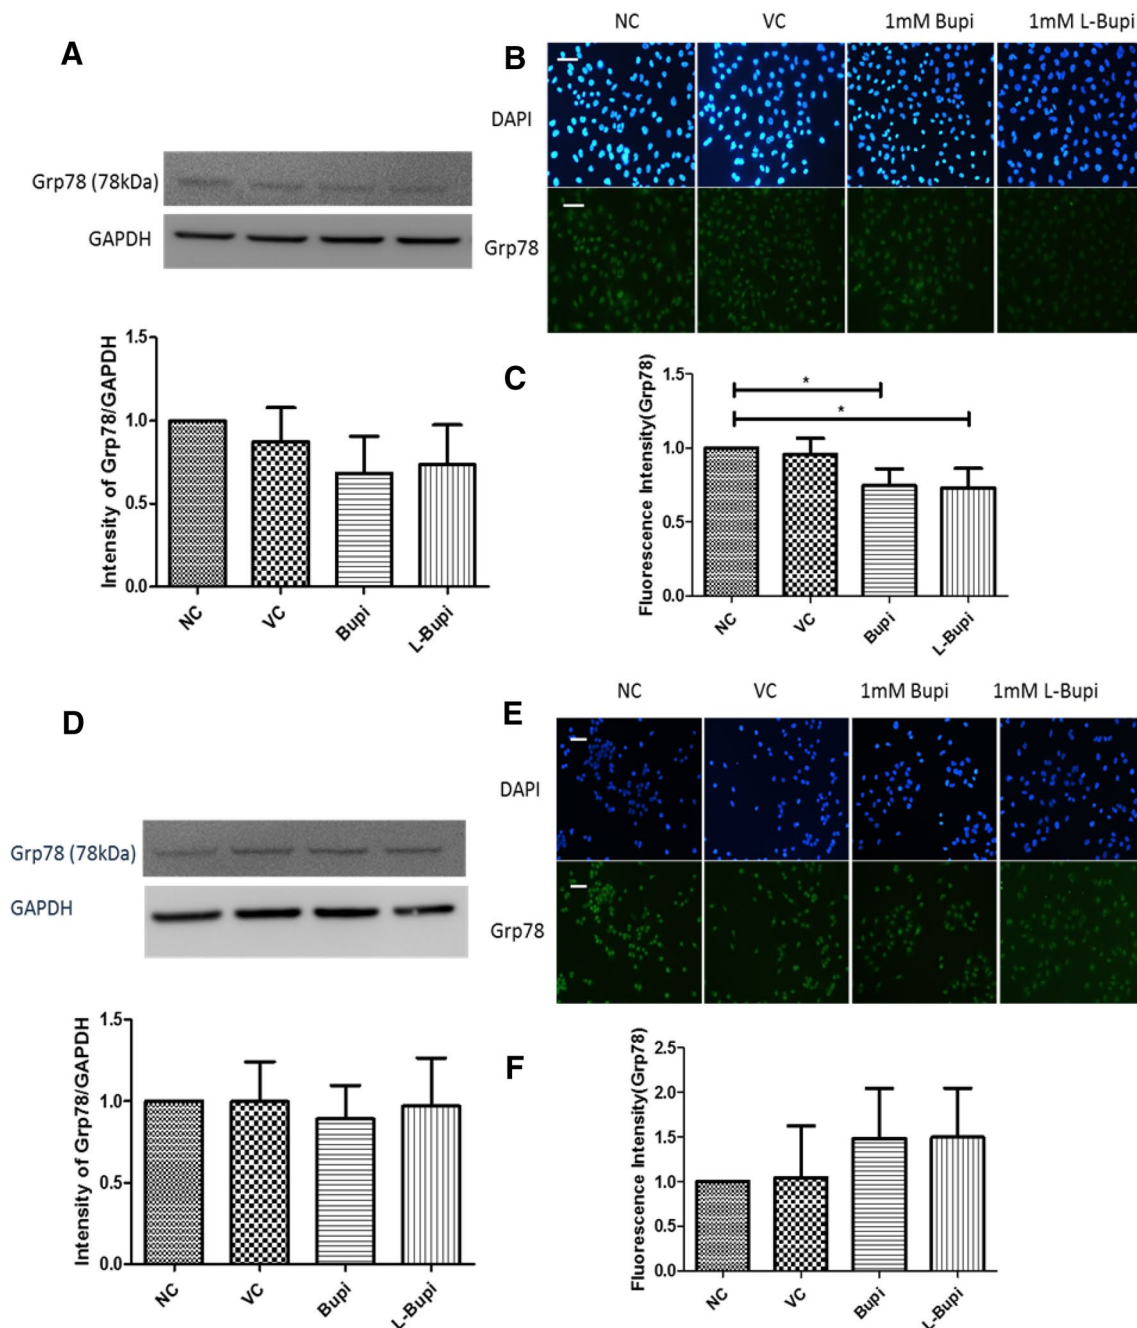 A
Grp78 (78kDa)
GAPDH
Intensity of Grp78/GAPDH
1.5
1.0
0.5
0.0
NC
VC
Bupi
L-Bupi
B
NC
VC
1mM Bupi
1mM L-Bupi
DAPI
Grp78
C
Fluorescence Intensity(Grp78)
1.5
1.0
0.5
0.0
*
*
NC
VC
Bupi
L-Bupi
D
Grp78 (78kDa)
GAPDH
Intensity of Grp78/GAPDH
1.5
1.0
0.5
0.0
NC
VC
Bupi
L-Bupi
E
NC
VC
1mM Bupi
1mM L-Bupi
DAPI
Grp78
F
Fluorescence Intensity(Grp78)
2.5
2.0
1.5
1.0
0.5
0.0
NC
VC
Bupi
L-Bupi